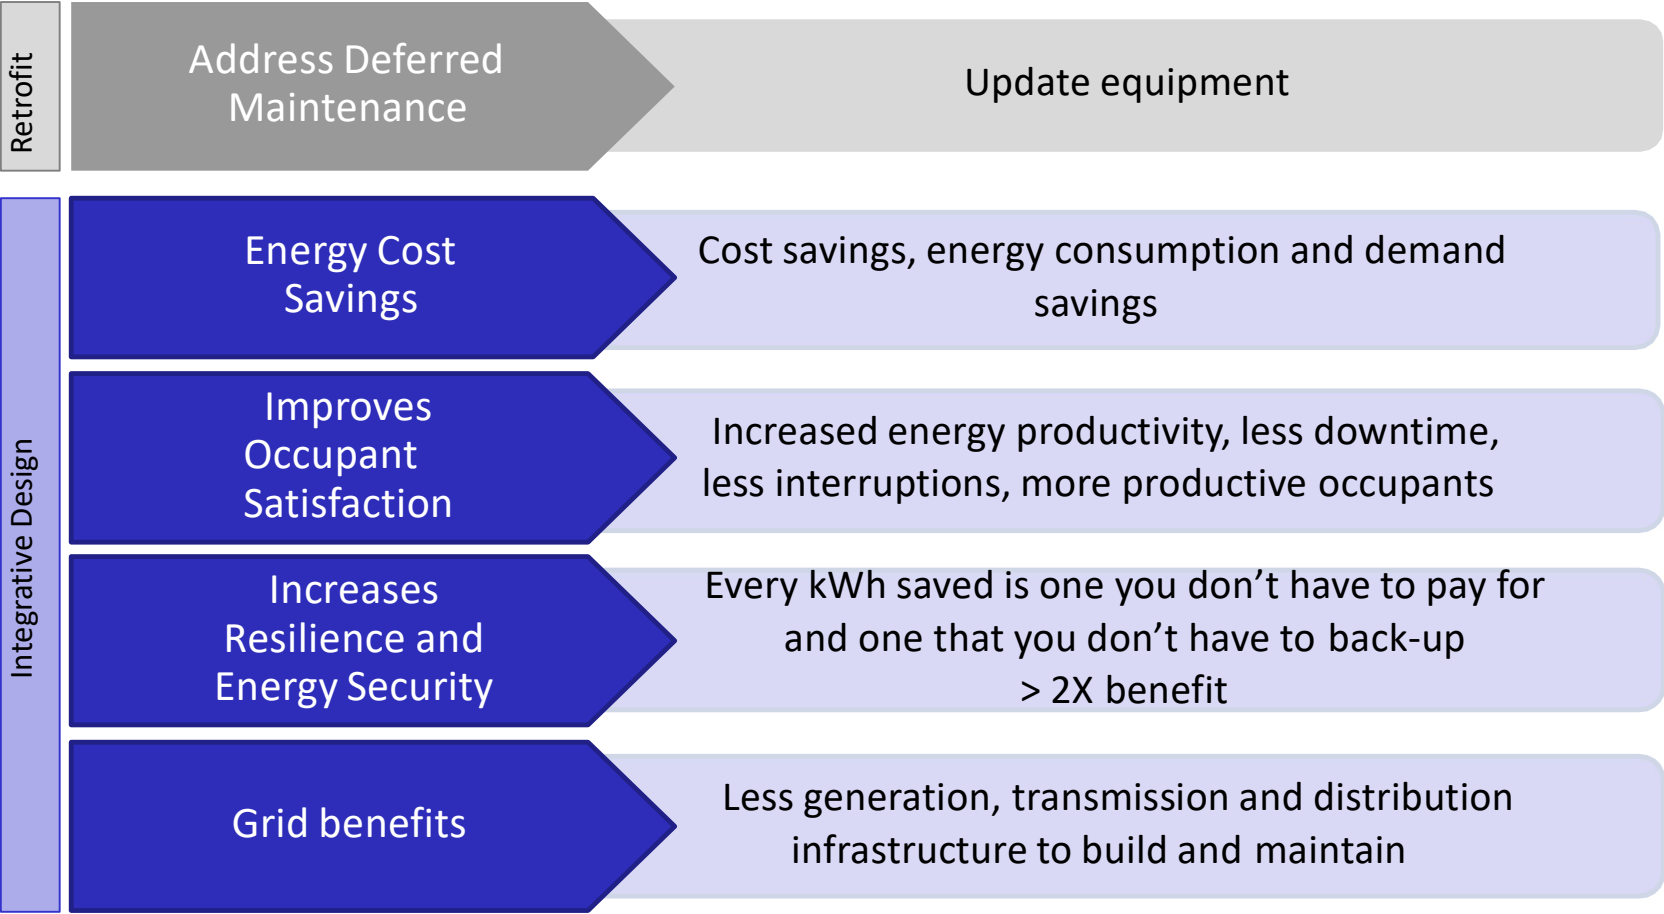 Retrofit
Address Deferred
Maintenance
Update equipment
Integrative Design
Energy Cost
Savings
Cost savings, energy consumption and demand
savings
Improves
Occupant
Satisfaction
Increased energy productivity, less downtime,
less interruptions, more productive occupants
Increases
Resilience and
Energy Security
Every kWh saved is one you don’t have to pay for
and one that you don’t have to back-up
> 2X benefit
Grid benefits
Less generation, transmission and distribution
infrastructure to build and maintain